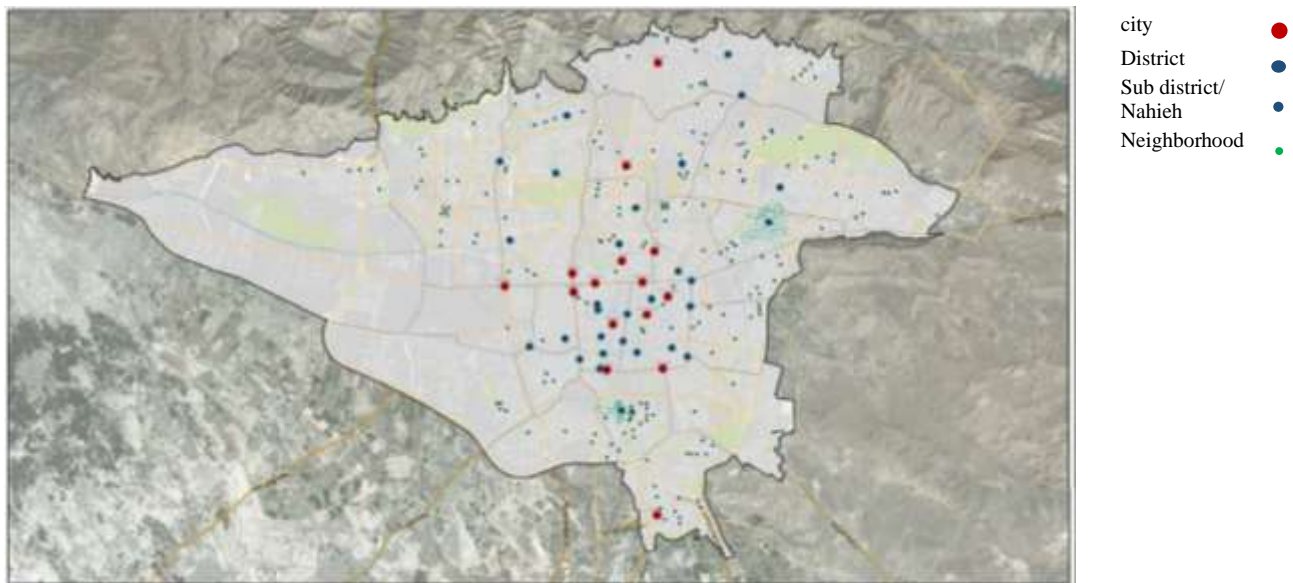 city
District
Sub district/
Nahieh
Neighborhood